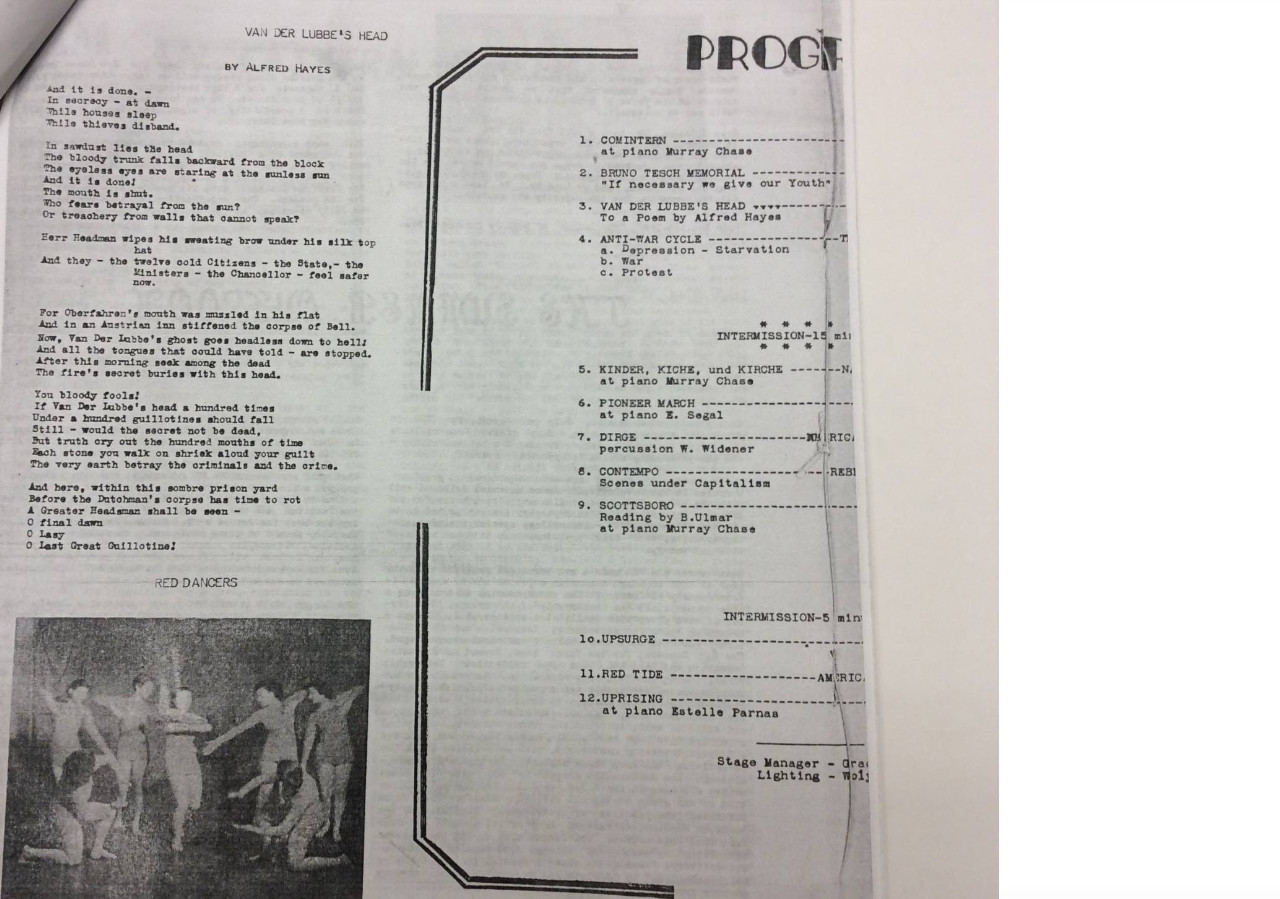 VAN DER LUBBE'S HEAD
BY ALFRED HAYES
And it is done. -
In secrecy - at dawn
While houses sleep
While thieves disband.
In sawdust lies the head
The bloody trunk falls backward from the block
The eyeless eyes are staring at the sunless sun
And it is done!
The mouth is shut.
Who fears betrayal from the sun?
Or treachery from walls that cannot speak?
Herr Headman wipes his sweating brow under his silk top
hat
And they - the twelve cold Citizens - the State,- the
Ministers - the Chancellor - feel safer
now.
For Oberfahren's mouth was muzzled in his flat
And in an Austrian inn stiffened the corpse of Bell.
Now, Van Der Lubbe's ghost goes headless down to hell!
And all the tongues that could have told - are stopped.
After this morning seek among the dead
The fire's secret buries with this head.
You bloody fools!
If Van Der Lubbe's head a hundred times
Under a hundred guillotines should fall
Still - would the secret not be dead,
But truth cry out the hundred mouths of time
Each stone you walk on shriek aloud your guilt
The very earth betray the criminals and the crime.
And here, within this sombre prison yard
Before the Dutchman's corpse has time to rot
A Greater Headsman shall be seen -
O final dawn
O Lasy
O Last Great Guillotine!
RED DANCERS
PROGR
1. COMINTERN ----------------------
at piano Murray Chase
2. BRUNO TESCH MEMORIAL ---------------
"If necessary we give our Youth"
3. VAN DER LUBBE'S HEAD ------------
To a Poem by Alfred Hayes
4. ANTI-WAR CYCLE ----------------T
a. Depression - Starvation
b. War
c. Protest
* * * *
INTERMISSION-15 min
* * * *
5. KINDER, KICHE, und KIRCHE -------N
at piano Murray Chase
6. PIONEER MARCH --------------------
at piano E. Segal
7. DIRGE --------------------RICA
percussion W. Widener
8. CONTEMPO --------------------REB
Scenes under Capitalism
9. SCOTTSBORO ----------------------
Reading by B.Ulmar
at piano Murray Chase
INTERMISSION-5 min
10.UPSURGE -------------------------
11.RED TIDE -------------------AMERIC
12.UPRISING ------------------------
at piano Estelle Parnas
Stage Manager - Gra
Lighting - Wol